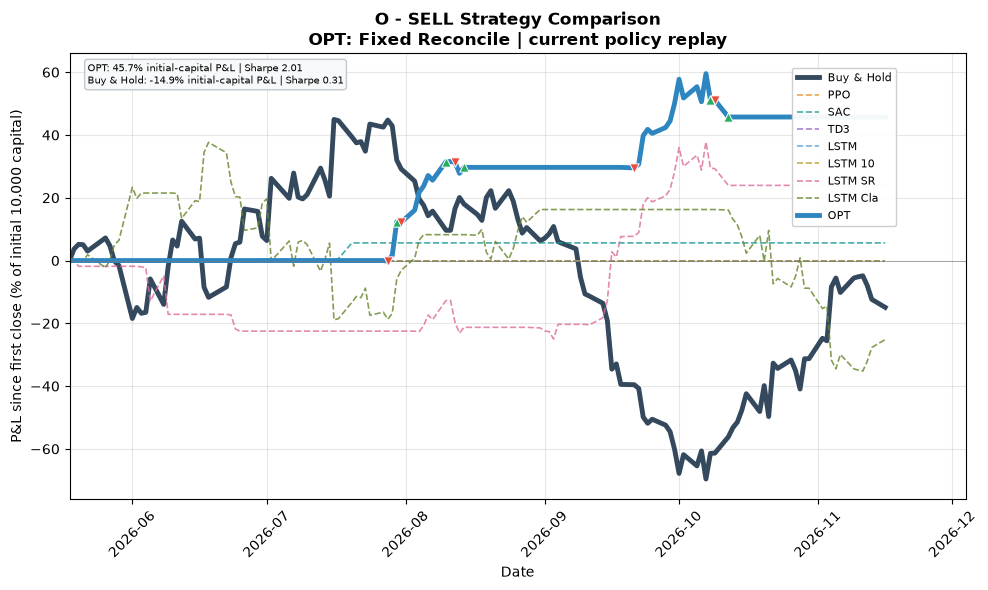 O - SELL Strategy Comparison
OPT: Fixed Reconcile | current policy replay
OPT: 45.7% initial-capital P&L | Sharpe 2.01
Buy & Hold: -14.9% initial-capital P&L | Sharpe 0.31
Buy & Hold
PPO
SAC
TD3
LSTM
LSTM 10
LSTM SR
LSTM Cla
OPT
P&L since first close (% of initial 10,000 capital)
60
40
20
0
−20
−40
−60
2026-06
2026-07
2026-08
2026-09
2026-10
2026-11
2026-12
Date